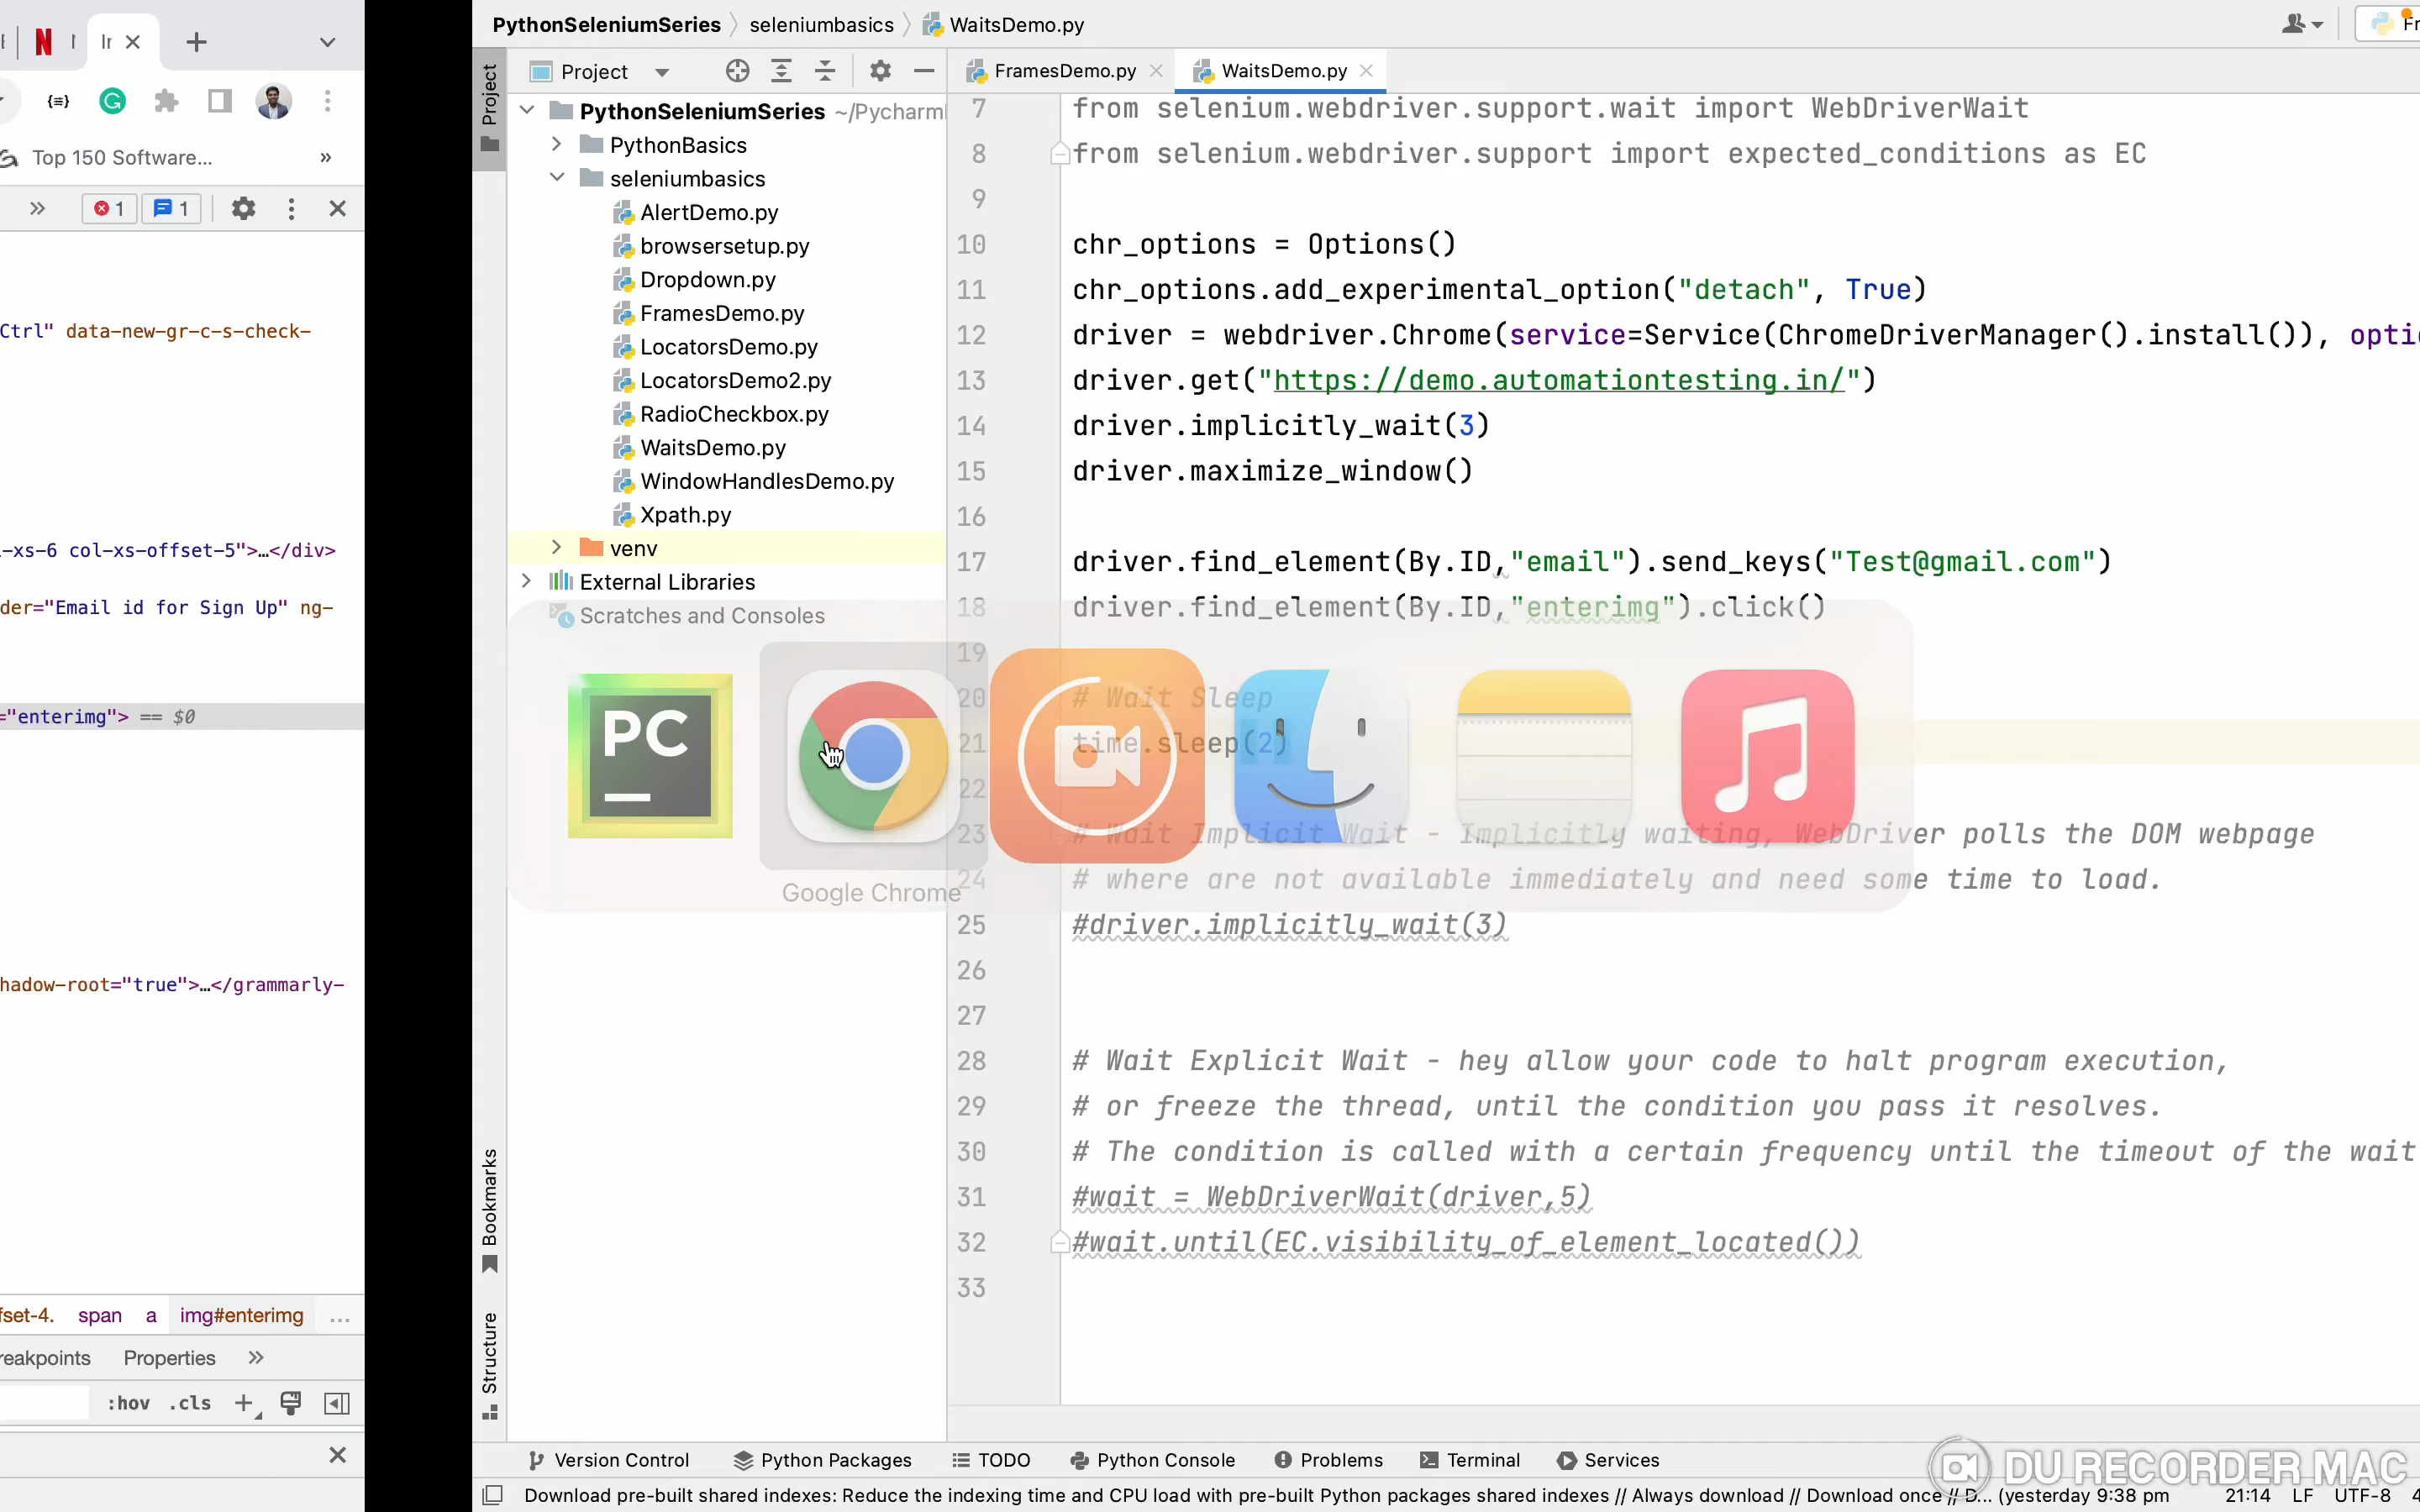 PythonSeleniumSeries seleniumbasics WaitsDemo.py
Top 150 Software...
1 1
Ctrl" data-new-gr-c-s-check-
-xs-6 col-xs-offset-5">…</div>
der="Email id for Sign Up" ng-
="enterimg"> == $0
hadow-root="true">…</grammarly-
fset-4. span a img#enterimg ...
reakpoints Properties
:hov .cls
Project
Bookmarks
Structure
Project
PythonSeleniumSeries
PythonBasics
seleniumbasics
AlertDemo.py
browsersetup.py
Dropdown.py
FramesDemo.py
LocatorsDemo.py
LocatorsDemo2.py
RadioCheckbox.py
WaitsDemo.py
WindowHandlesDemo.py
Xpath.py
venv
External Libraries
Scratches and Consoles
FramesDemo.py WaitsDemo.py
7 from selenium.webdriver.support.wait import WebDriverWait
8 from selenium.webdriver.support import expected_conditions as EC
9
10 chr_options = Options()
11 chr_options.add_experimental_option("detach", True)
12 driver = webdriver.Chrome(service=Service(ChromeDriverManager().install()), optio
13 driver.get("https://demo.automationtesting.in/")
14 driver.implicitly_wait(3)
15 driver.maximize_window()
16
17 driver.find_element(By.ID,"email").send_keys("Test@gmail.com")
18 driver.find_element(By.ID,"enterimg").click()
19
20 # Wait Sleep
21 time.sleep(2)
22
23 # Wait Implicit Wait - Implicitly waiting, WebDriver polls the DOM webpage
24 # where are not available immediately and need some time to load.
25 #driver.implicitly_wait(3)
26
27
28 # Wait Explicit Wait - hey allow your code to halt program execution,
29 # or freeze the thread, until the condition you pass it resolves.
30 # The condition is called with a certain frequency until the timeout of the wait
31 #wait = WebDriverWait(driver,5)
32 #wait.until(EC.visibility_of_element_located())
33
PC
Google Chrome
Version Control Python Packages TODO Python Console Problems Terminal Services
DU RECORDER MAC
Download pre-built shared indexes: Reduce the indexing time and CPU load with pre-built Python packages shared indexes // Always download // Download once // D... (yesterday 9:38 pm 21:14 LF UTF-8